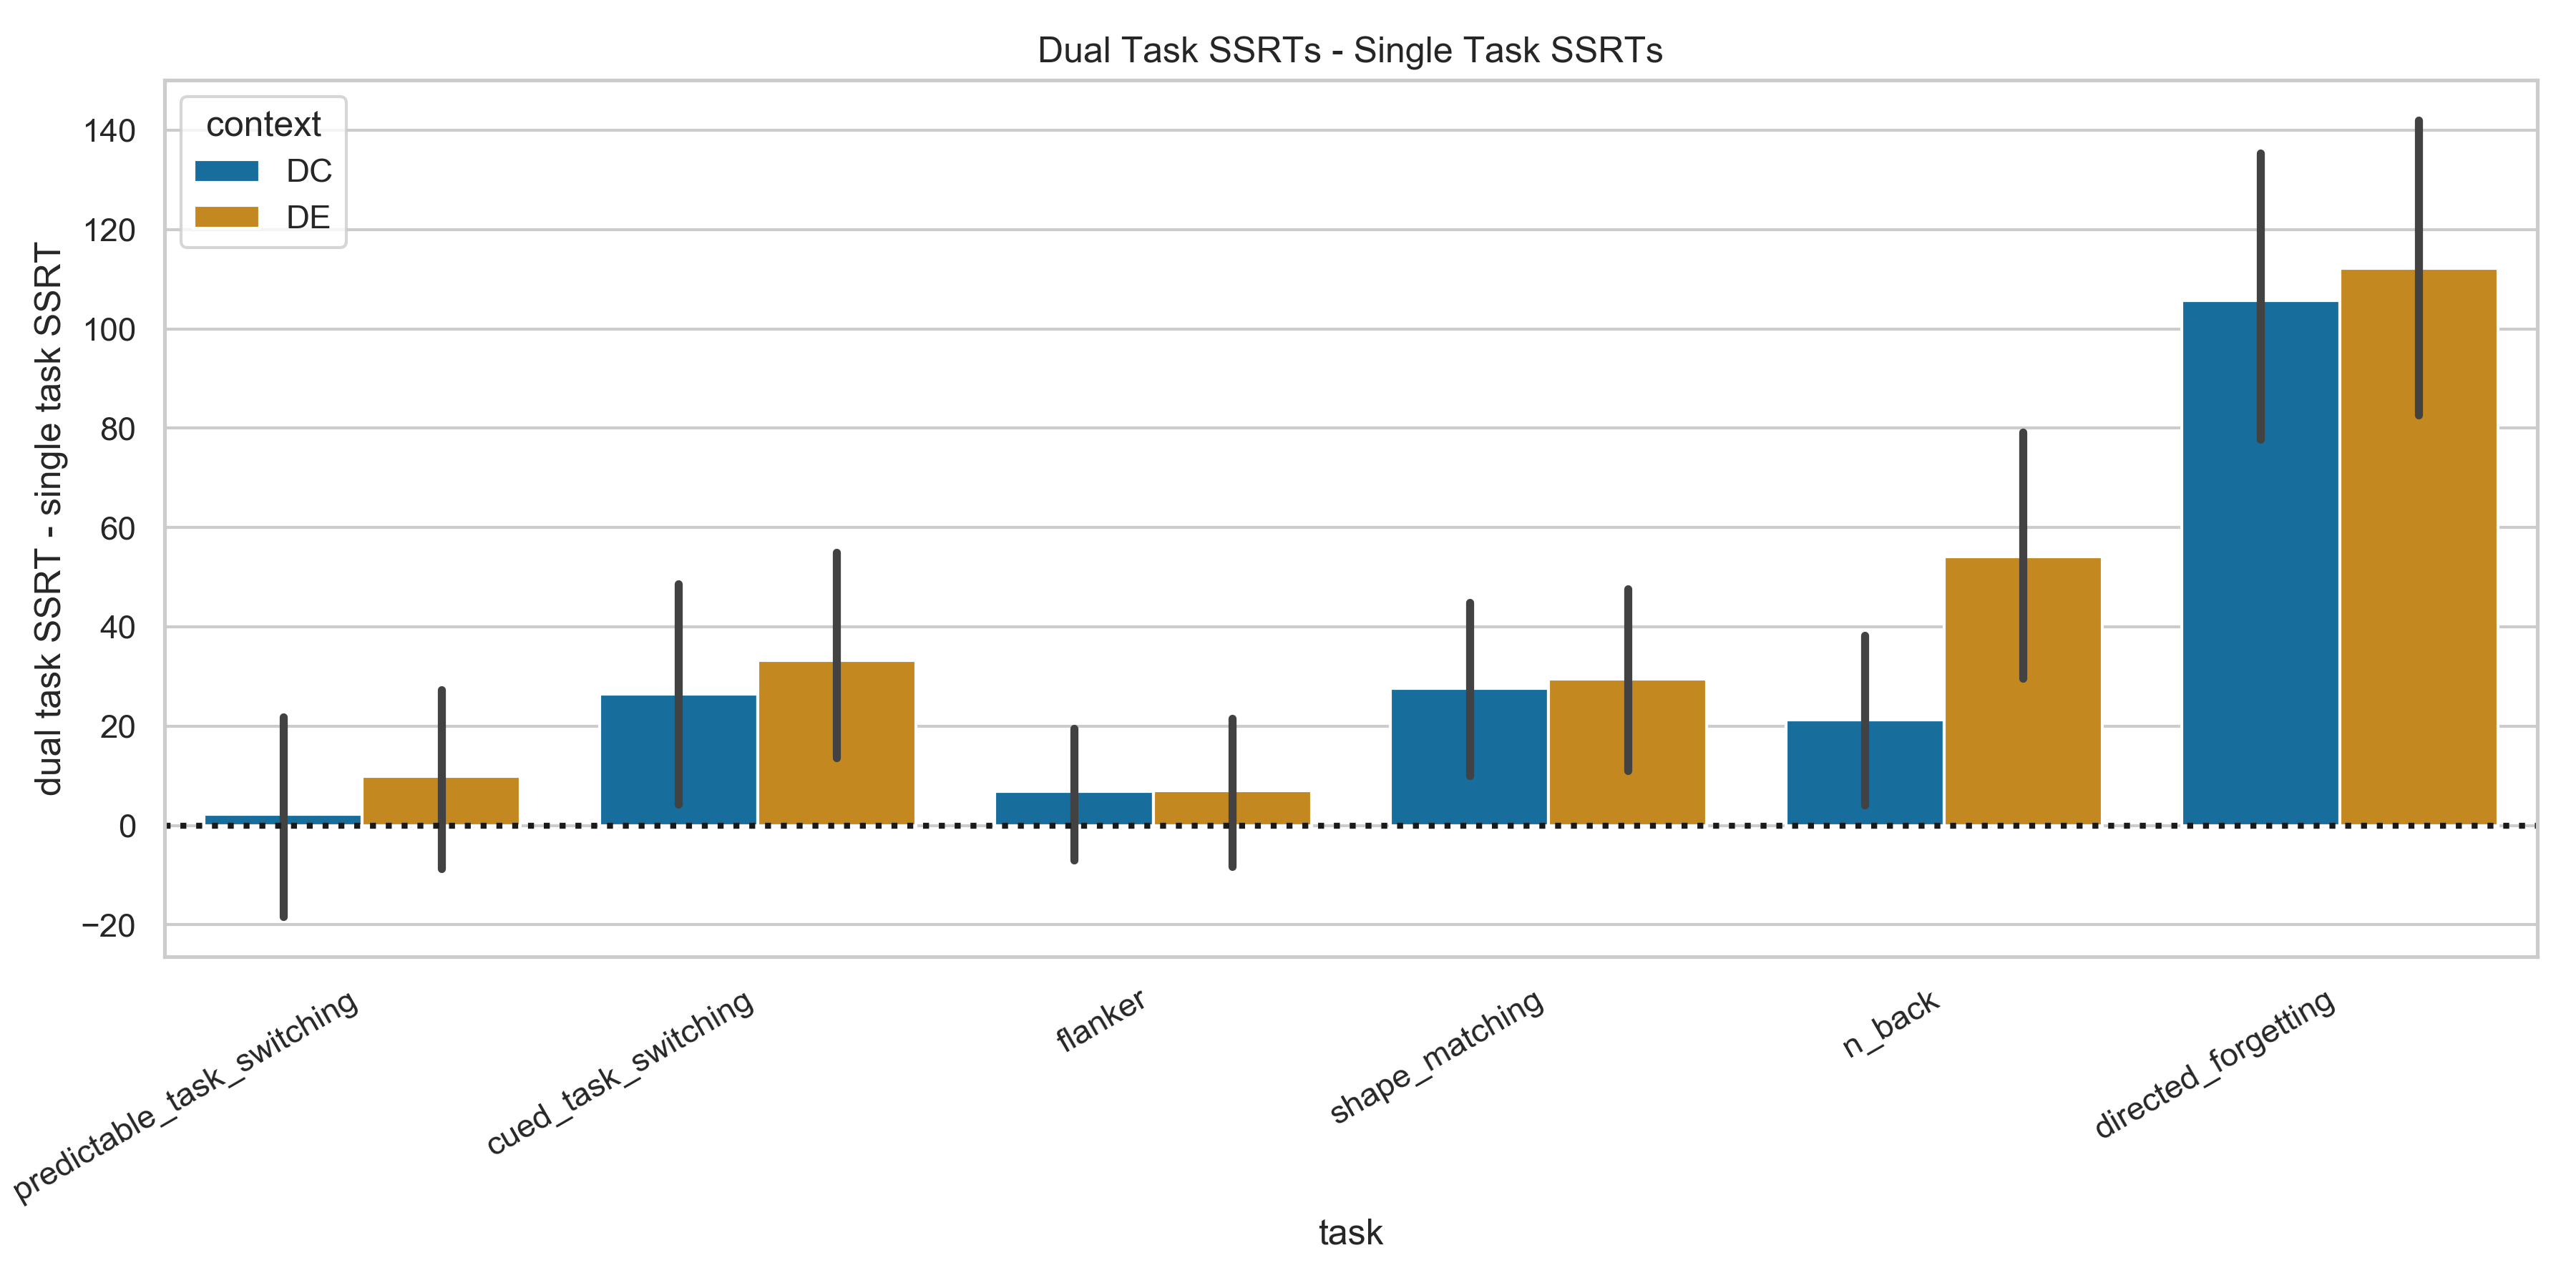 Dual Task SSRTs - Single Task SSRTs
context
DC
DE
dual task SSRT - single task SSRT
140
120
100
80
60
40
20
0
−20
predictable_task_switching
cued_task_switching
flanker
shape_matching
n_back
directed_forgetting
task